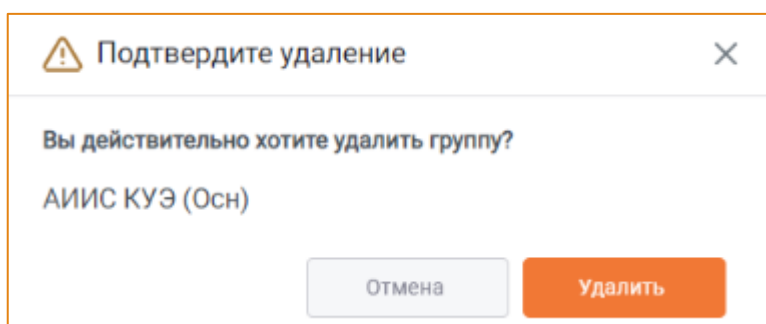 Подтвердите удаление
Вы действительно хотите удалить группу?
АИИС КУЭ (Осн)
Отмена
Удалить